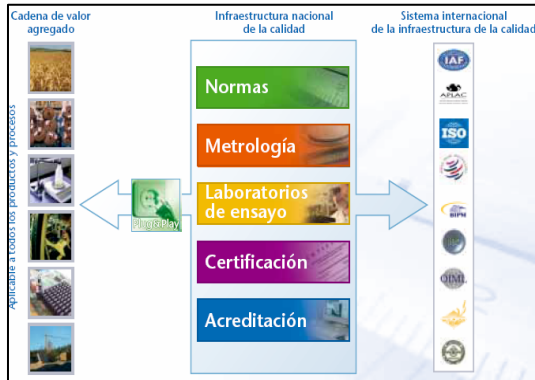 Cadena de valor
agregado
Infraestructura nacional
de la calidad
Sistema internacional
de la infraestructura de la calidad
Aplicable a todos los productos y procesos
Normas
Metrología
Laboratorios
de ensayo
Certificación
Acreditación
Plug&Play
IAF
APLAC
ISO
BIPM
OIML